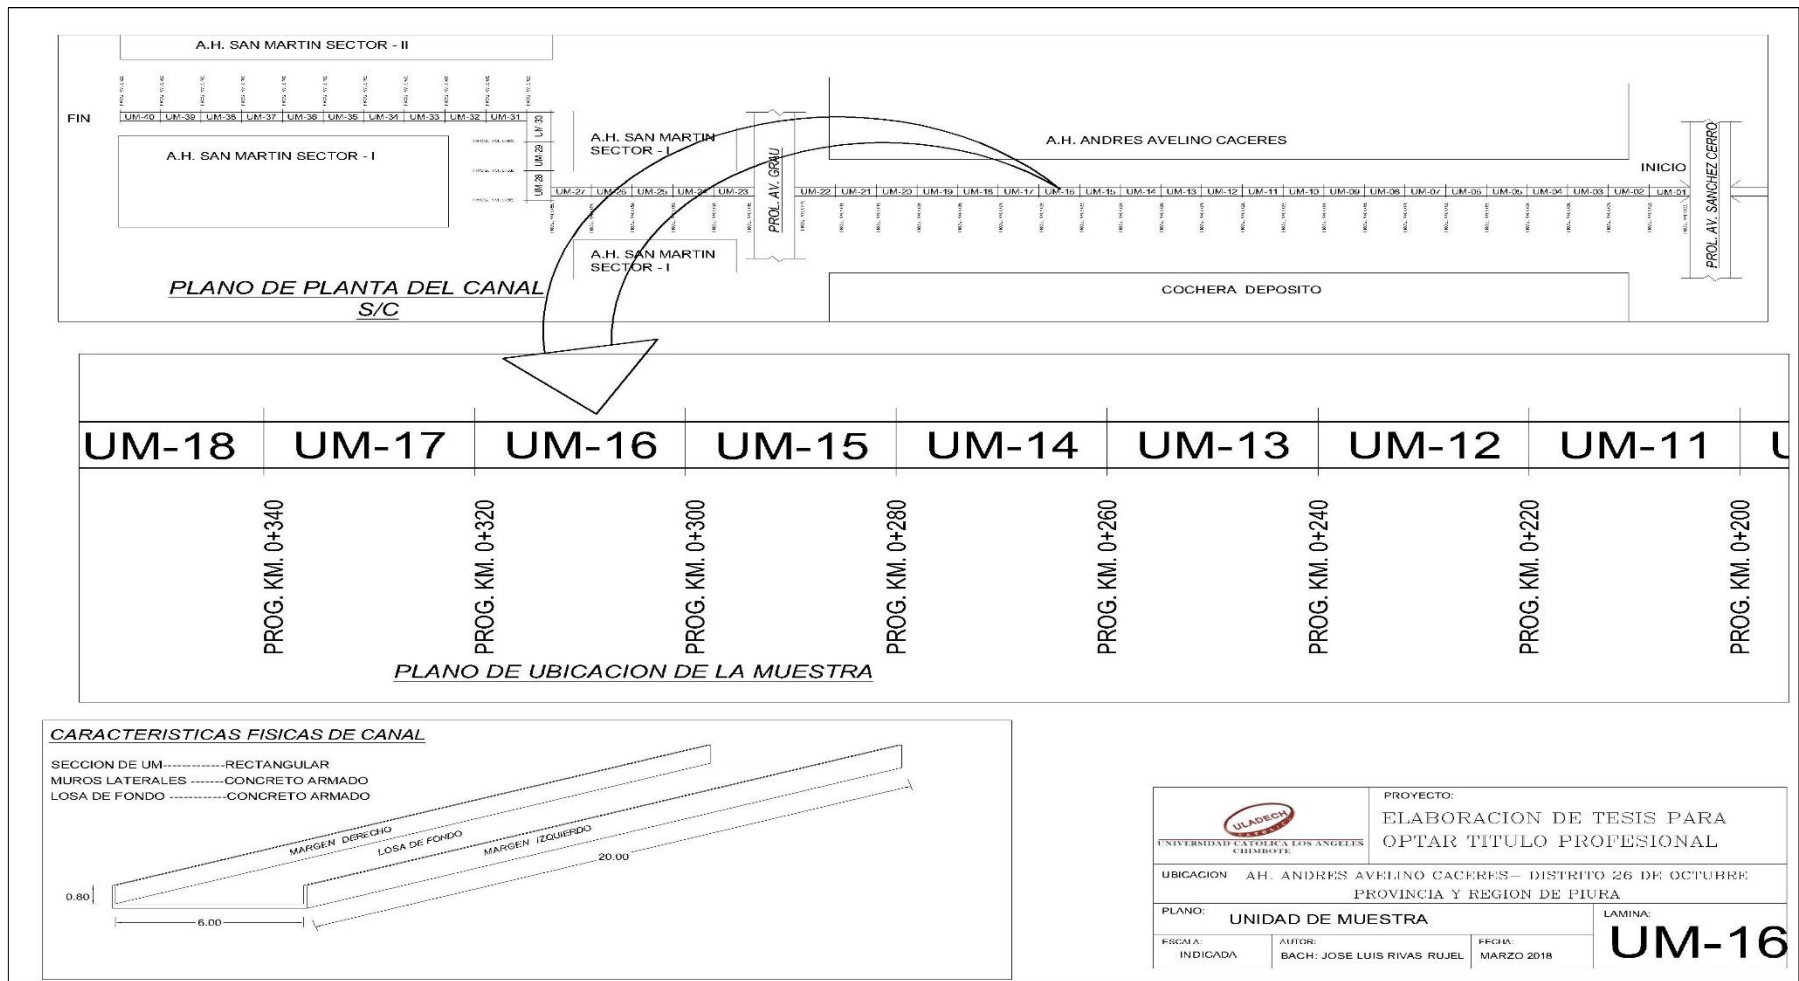 A.H. SAN MARTIN SECTOR - II
FIN
UM-40 UM-39 UM-38 UM-37 UM-36 UM-35 UM-34 UM-33 UM-32 UM-31
UM-30
UM-29
UM-28
A.H. SAN MARTIN SECTOR - I
A.H. SAN MARTIN
SECTOR - I
PROL. AV. GRAU
A.H. ANDRES AVELINO CACERES
INICIO
PROL. AV. SANCHEZ CERRO
UM-27 UM-26 UM-25 UM-24 UM-23 UM-22 UM-21 UM-20 UM-19 UM-18 UM-17 UM-16 UM-15 UM-14 UM-13 UM-12 UM-11 UM-10 UM-09 UM-08 UM-07 UM-06 UM-05 UM-04 UM-03 UM-02 UM-01
A.H. SAN MARTIN
SECTOR - I
PLANO DE PLANTA DEL CANAL
S/C
COCHERA DEPOSITO
UM-18 UM-17 UM-16 UM-15 UM-14 UM-13 UM-12 UM-11
PROG. KM. 0+340
PROG. KM. 0+320
PROG. KM. 0+300
PROG. KM. 0+280
PROG. KM. 0+260
PROG. KM. 0+240
PROG. KM. 0+220
PROG. KM. 0+200
PLANO DE UBICACION DE LA MUESTRA
CARACTERISTICAS FISICAS DE CANAL
SECCION DE UM------------RECTANGULAR
MUROS LATERALES ------CONCRETO ARMADO
LOSA DE FONDO ----------CONCRETO ARMADO
MARGEN DERECHO
LOSA DE FONDO
MARGEN IZQUIERDO
20.00
0.80
6.00
ULADECH
CATOLICA
UNIVERSIDAD CATOLICA LOS ANGELES
CHIMBOTE
PROYECTO:
ELABORACION DE TESIS PARA
OPTAR TITULO PROFESIONAL
UBICACION AH. ANDRES AVELINO CACERES- DISTRITO 26 DE OCTUBRE
PROVINCIA Y REGION DE PIURA
PLANO:
UNIDAD DE MUESTRA
LAMINA:
UM-16
ESCALA:
INDICADA
AUTOR:
BACH: JOSE LUIS RIVAS RUJEL
FECHA:
MARZO 2018